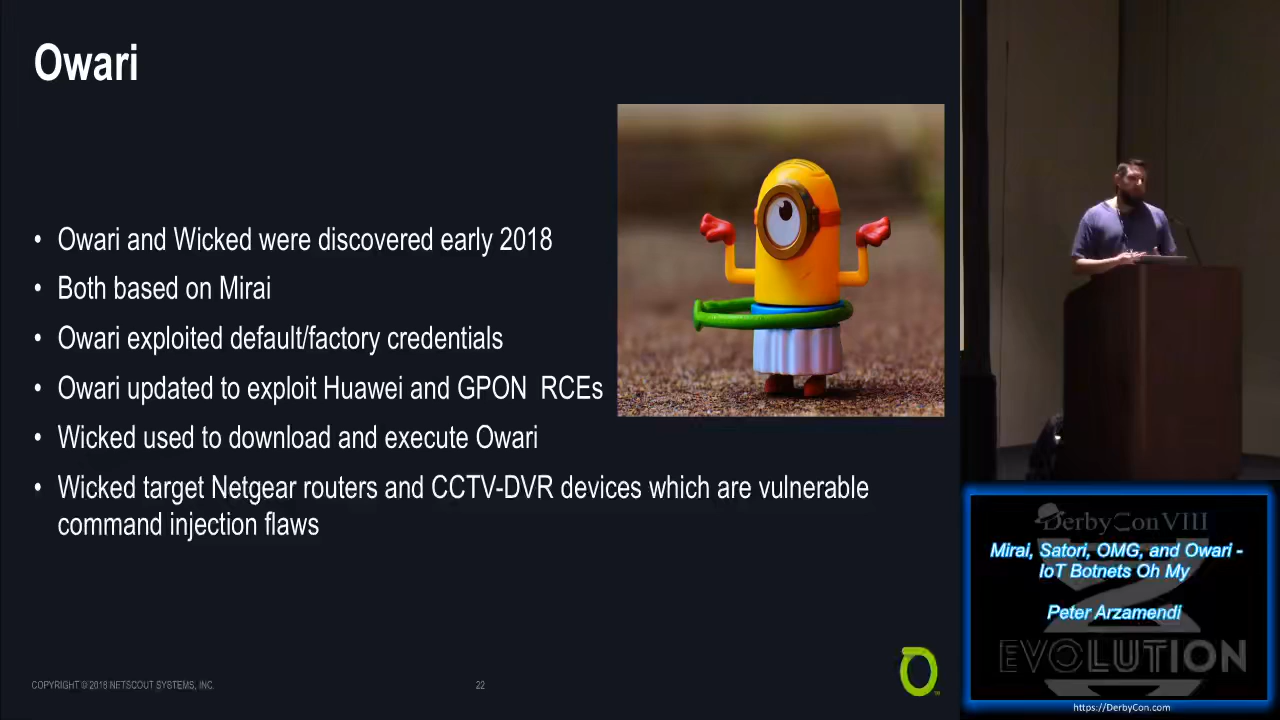 Owari
• Owari and Wicked were discovered early 2018
• Both based on Mirai
• Owari exploited default/factory credentials
• Owari updated to exploit Huawei and GPON  RCEs
• Wicked used to download and execute Owari
• Wicked target Netgear routers and CCTV-DVR devices which are vulnerable
command injection flaws
COPYRIGHT © 2018 NETSCOUT SYSTEMS, INC.
22
DerbyCon VIII
Mirai, Satori, OMG, and Owari -
IoT Botnets Oh My
Peter Arzamendi
EVOLUTION
https://DerbyCon.com